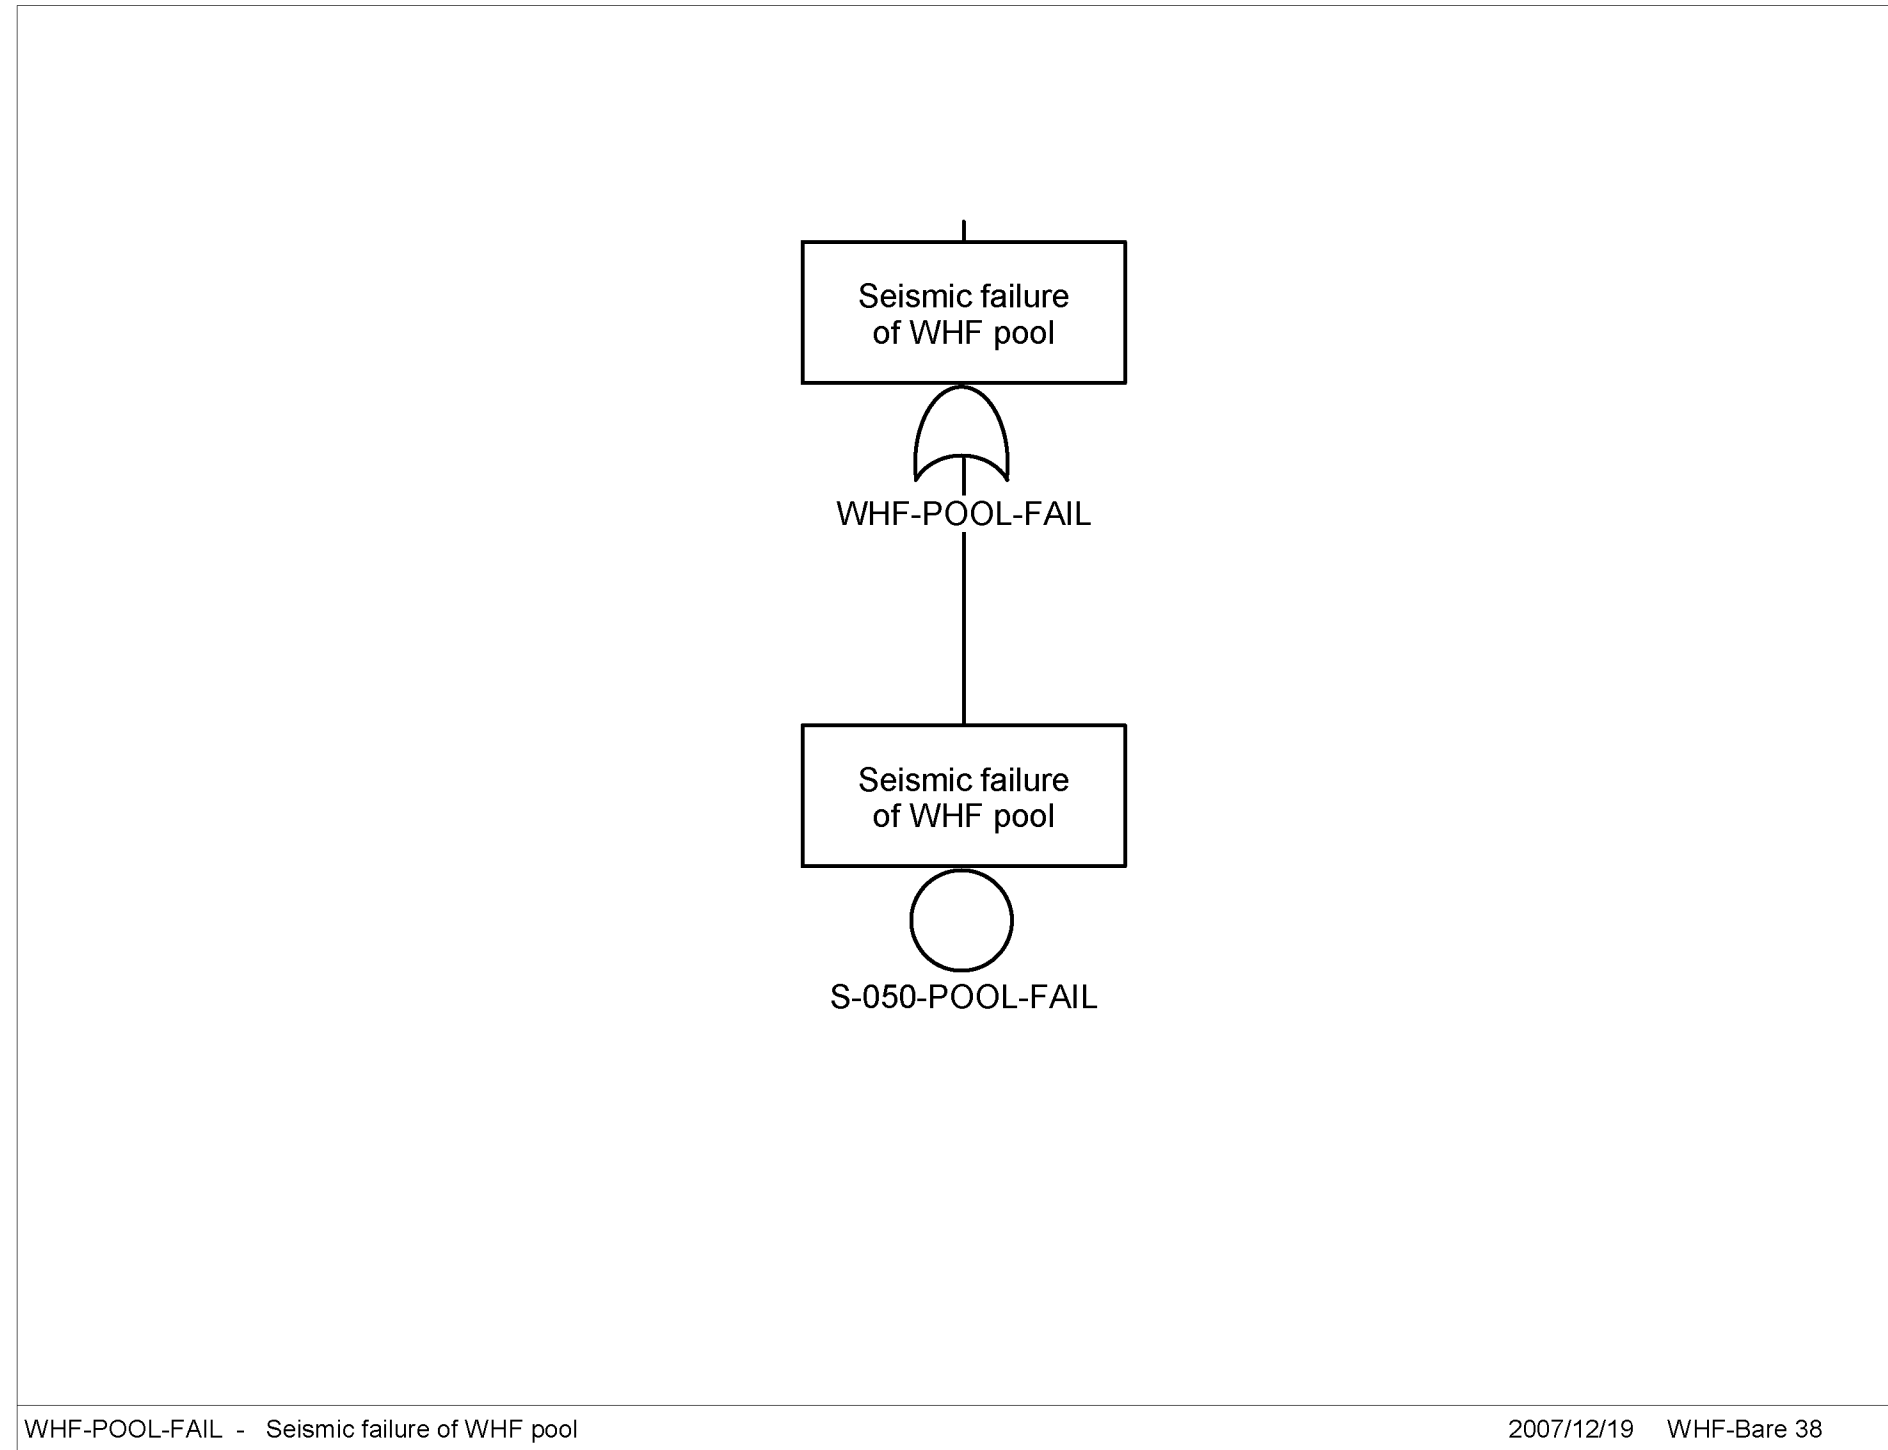 Seismic failure
of WHF pool
WHF-POOL-FAIL
Seismic failure
of WHF pool
S-050-POOL-FAIL
WHF-POOL-FAIL - Seismic failure of WHF pool
2007/12/19 WHF-Bare 38